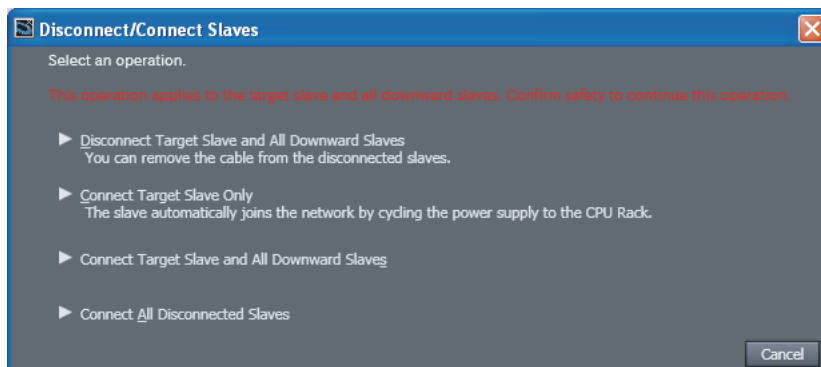 Disconnect/Connect Slaves
Select an operation.
This operation applies to the target slave and all downward slaves. Confirm safety to continue this operation.
Disconnect Target Slave and All Downward Slaves
You can remove the cable from the disconnected slaves.
Connect Target Slave Only
The slave automatically joins the network by cycling the power supply to the CPU Rack.
Connect Target Slave and All Downward Slaves
Connect All Disconnected Slaves
Cancel